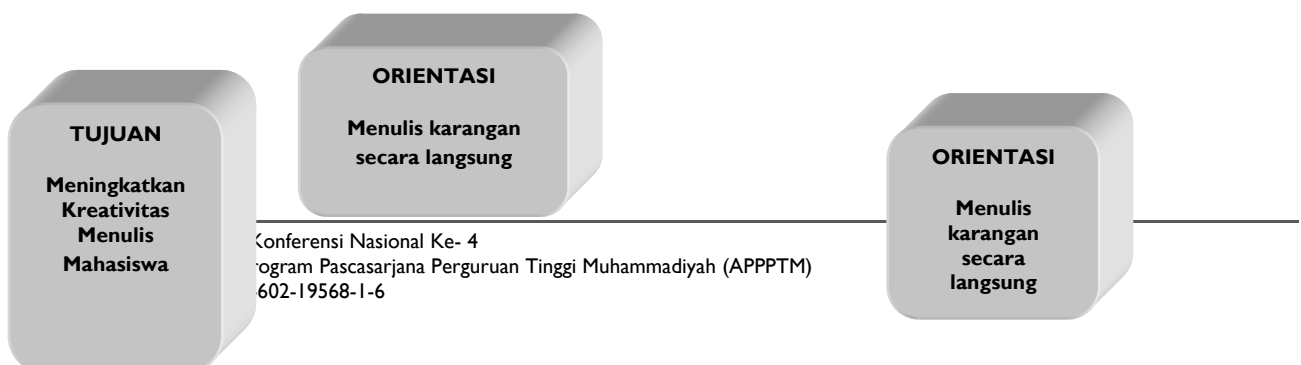 TUJUAN
Meningkatkan
Kreativitas
Menulis
Mahasiswa
ORIENTASI
Menulis karangan
secara langsung
ORIENTASI
Menulis
karangan
secara
langsung
Konferensi Nasional Ke- 4
Pascasarjana Perguruan Tinggi Muhammadiyah (APPPTM)
602-19568-1-6